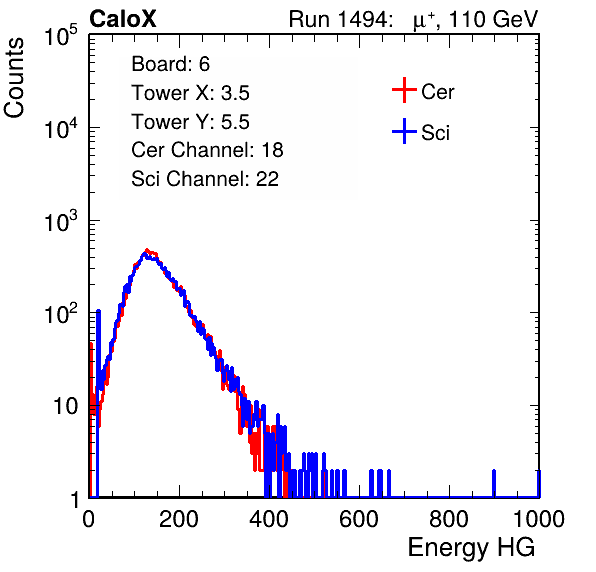 CaloX Run 1494: μ⁺, 110 GeV
Board: 6
Tower X: 3.5
Tower Y: 5.5
Cer Channel: 18
Sci Channel: 22
Cer
Sci
Counts
10⁵
10⁴
10³
10²
10
1
0 200 400 600 800 1000
Energy HG